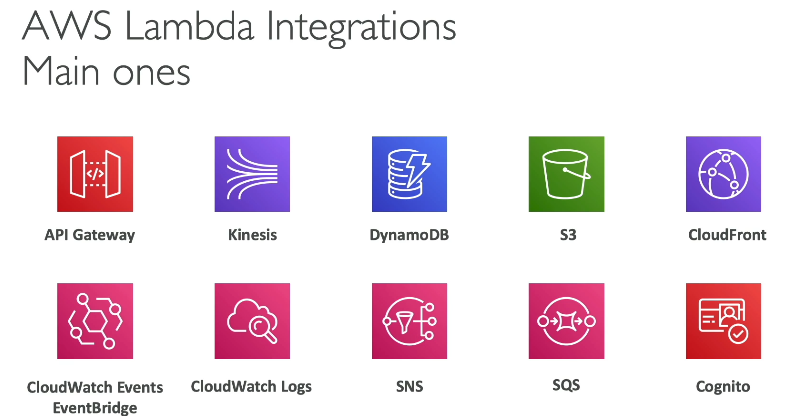 AWS Lambda Integrations
Main ones
</>
API Gateway
Kinesis
DynamoDB
S3
CloudFront
CloudWatch Events
EventBridge
CloudWatch Logs
SNS
SQS
Cognito